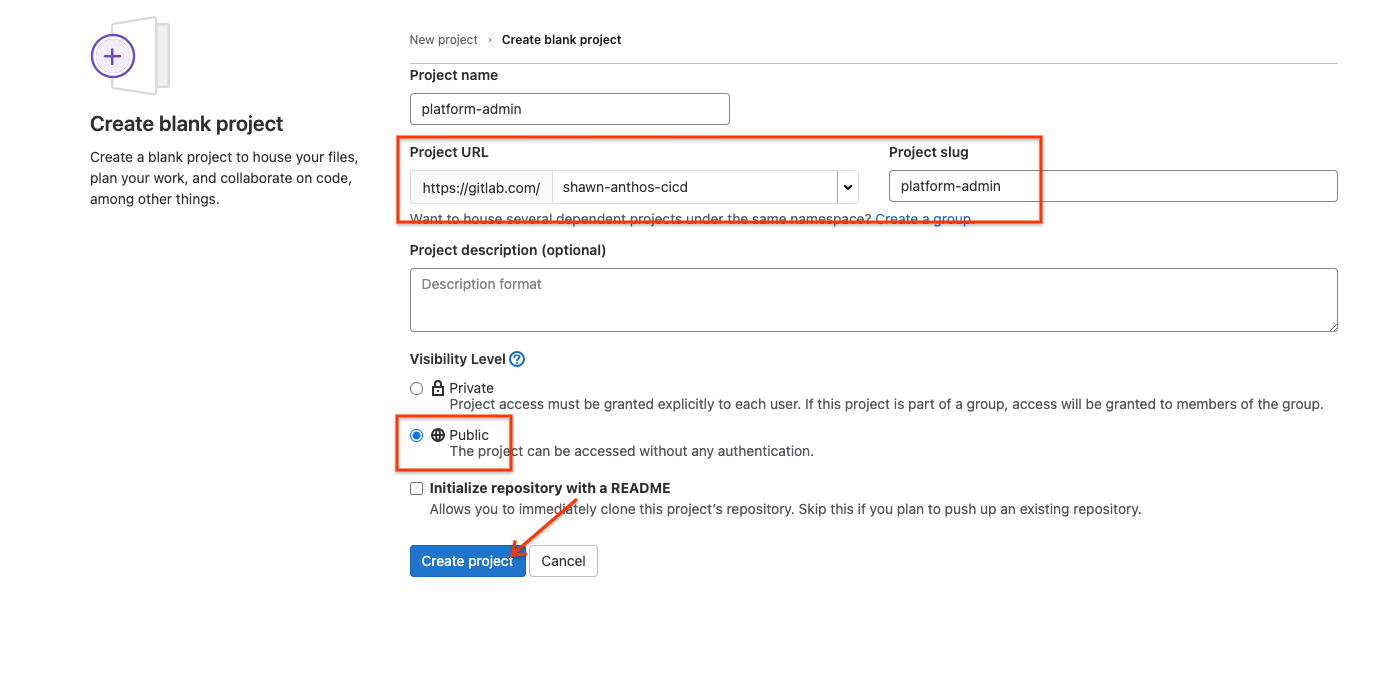 New project › Create blank project
Create blank project
Create a blank project to house your files,
plan your work, and collaborate on code,
among other things.
Project name
platform-admin
Project URL
Project slug
https://gitlab.com/ shawn-anthos-cicd
platform-admin
Want to house several dependent projects under the same namespace? Create a group.
Project description (optional)
Description format
Visibility Level ?
Private
Project access must be granted explicitly to each user. If this project is part of a group, access will be granted to members of the group.
Public
The project can be accessed without any authentication.
Initialize repository with a README
Allows you to immediately clone this project’s repository. Skip this if you plan to push up an existing repository.
Create project
Cancel